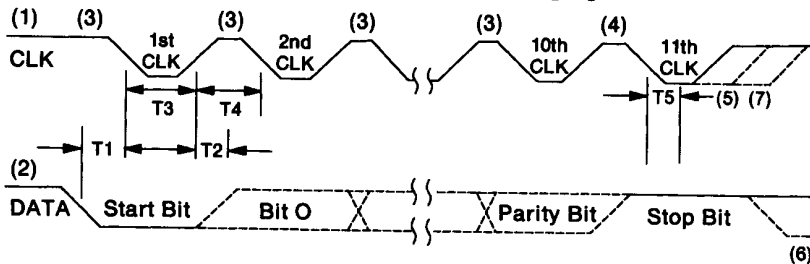 (1) (3) (3) (3) (3) (4)
1st CLK 2nd CLK 10th CLK 11th CLK
CLK
T3 T4 T5 (5) (7)
T1 T2
(2)
DATA Start Bit Bit O Parity Bit Stop Bit
(6)